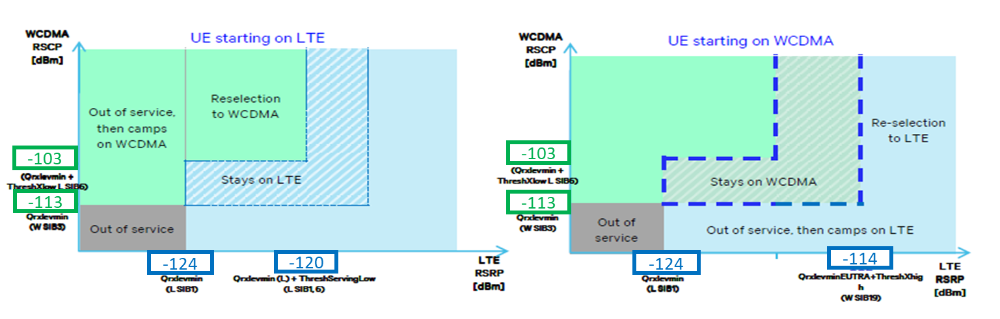 WCDMA
RSCP
[dBm]
UE starting on LTE
Out of service,
then camps
on WCDMA
Reselection
to WCDMA
-103
(Qrxlevmin +
ThreshXlow L SIB6)
Stays on LTE
-113
Qrxlevmin
(W SIB3)
Out of service
-124
Qrxlevmin
(L SIB1)
-120
Qrxlevmin (L) + ThreshServingLow
(L SIB1, 6)
LTE
RSRP
[dBm]
WCDMA
RSCP
[dBm]
UE starting on WCDMA
Re-selection
to LTE
-103
(Qrxlevmin +
ThreshXlow L SIB6)
Stays on WCDMA
-113
Qrxlevmin
(W SIB3)
Out of
service
Out of service, then camps on LTE
-124
Qrxlevmin
(L SIB1)
-114
QrxlevminEUTRA+ThreshXhig
h
(W SIB19)
LTE
RSRP
[dBm]